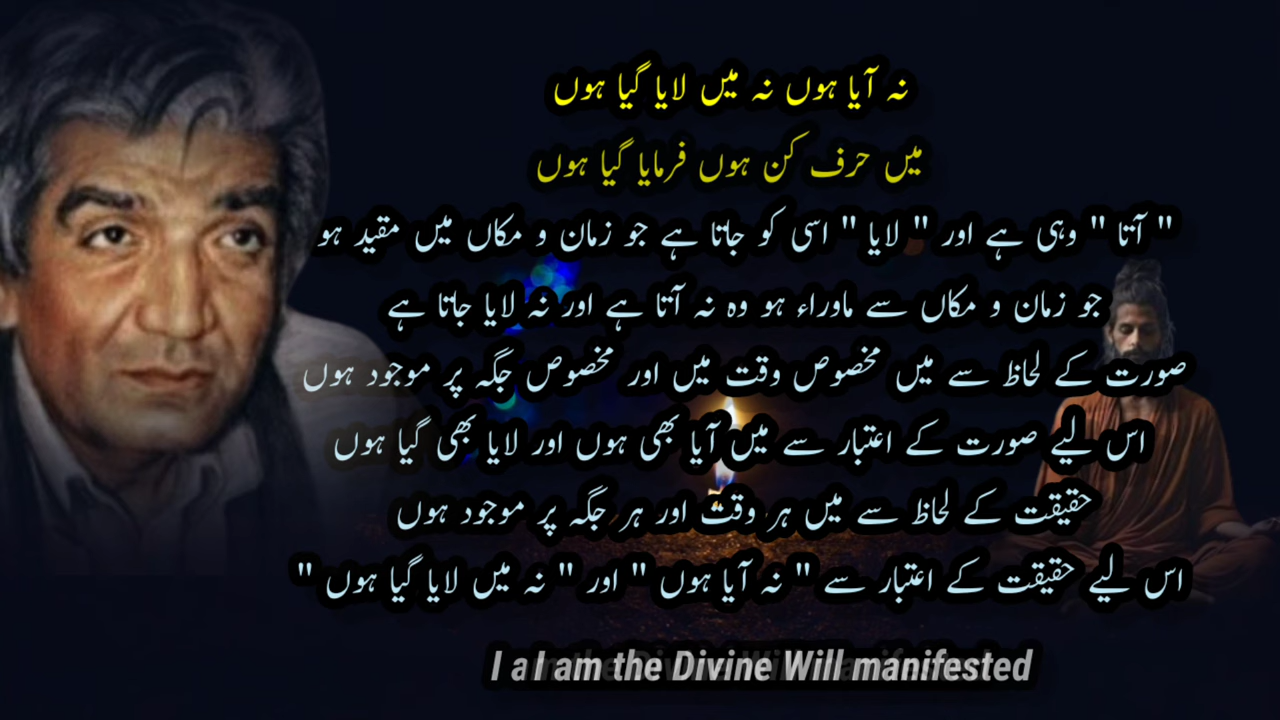 نہ آیا ہوں نہ میں لایا گیا ہوں
میں حرف کن ہوں فرمایا گیا ہوں
" آتا " وہی ہے اور " لایا " اسی کو جاتا ہے جو زمان و مکاں میں مقید ہو
جو زمان و مکاں سے ماوراء ہو وہ نہ آتا ہے اور نہ لایا جاتا ہے
صورت کے لحاظ سے میں مخصوص وقت میں اور مخصوص جگہ پر موجود ہوں
اس لیے صورت کے اعتبار سے میں آیا بھی ہوں اور لایا بھی گیا ہوں
حقیقت کے لحاظ سے میں ہر وقت اور ہر جگہ پر موجود ہوں
اس لیے حقیقت کے اعتبار سے " نہ آیا ہوں " اور " نہ میں لایا گیا ہوں "
I am the Divine Will manifested